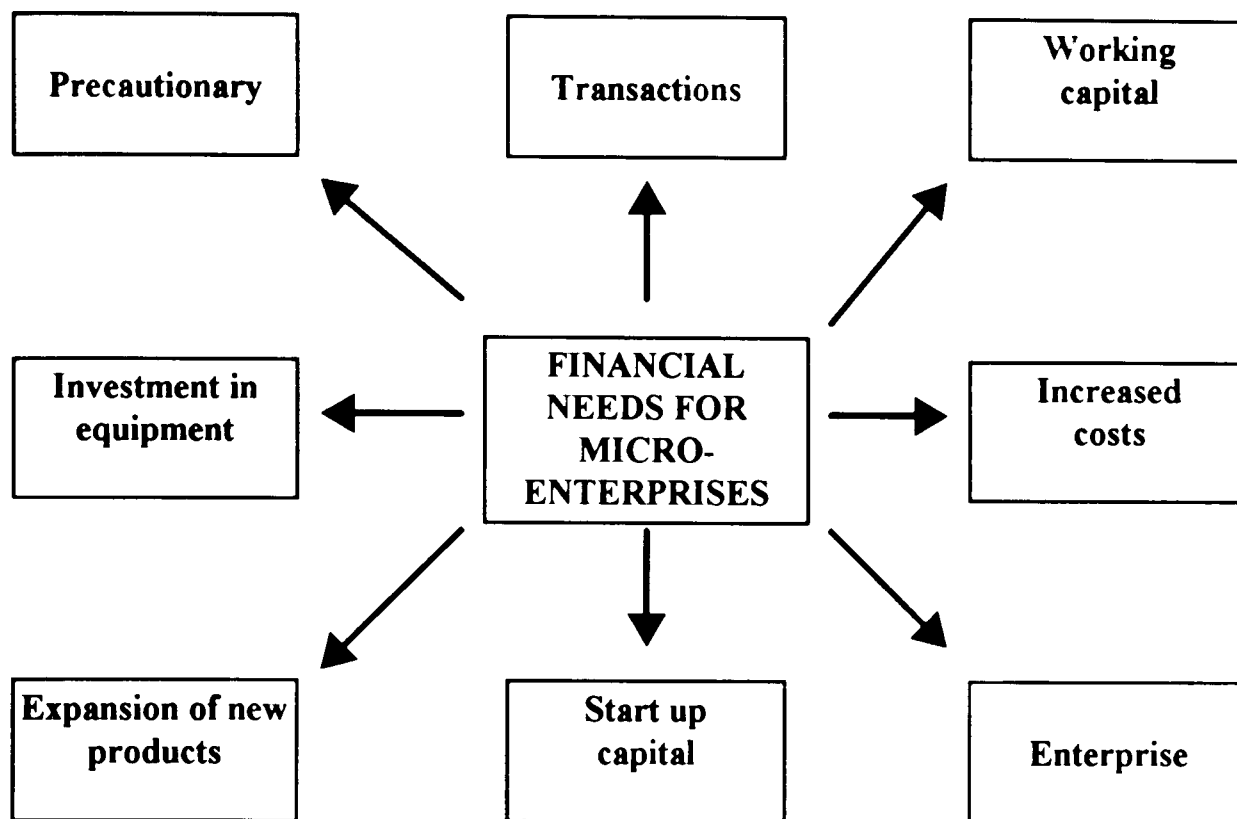 Precautionary
Transactions
Working
capital
Investment in
equipment
FINANCIAL
NEEDS FOR
MICRO-
ENTERPRISES
Increased
costs
Expansion of new
products
Start up
capital
Enterprise